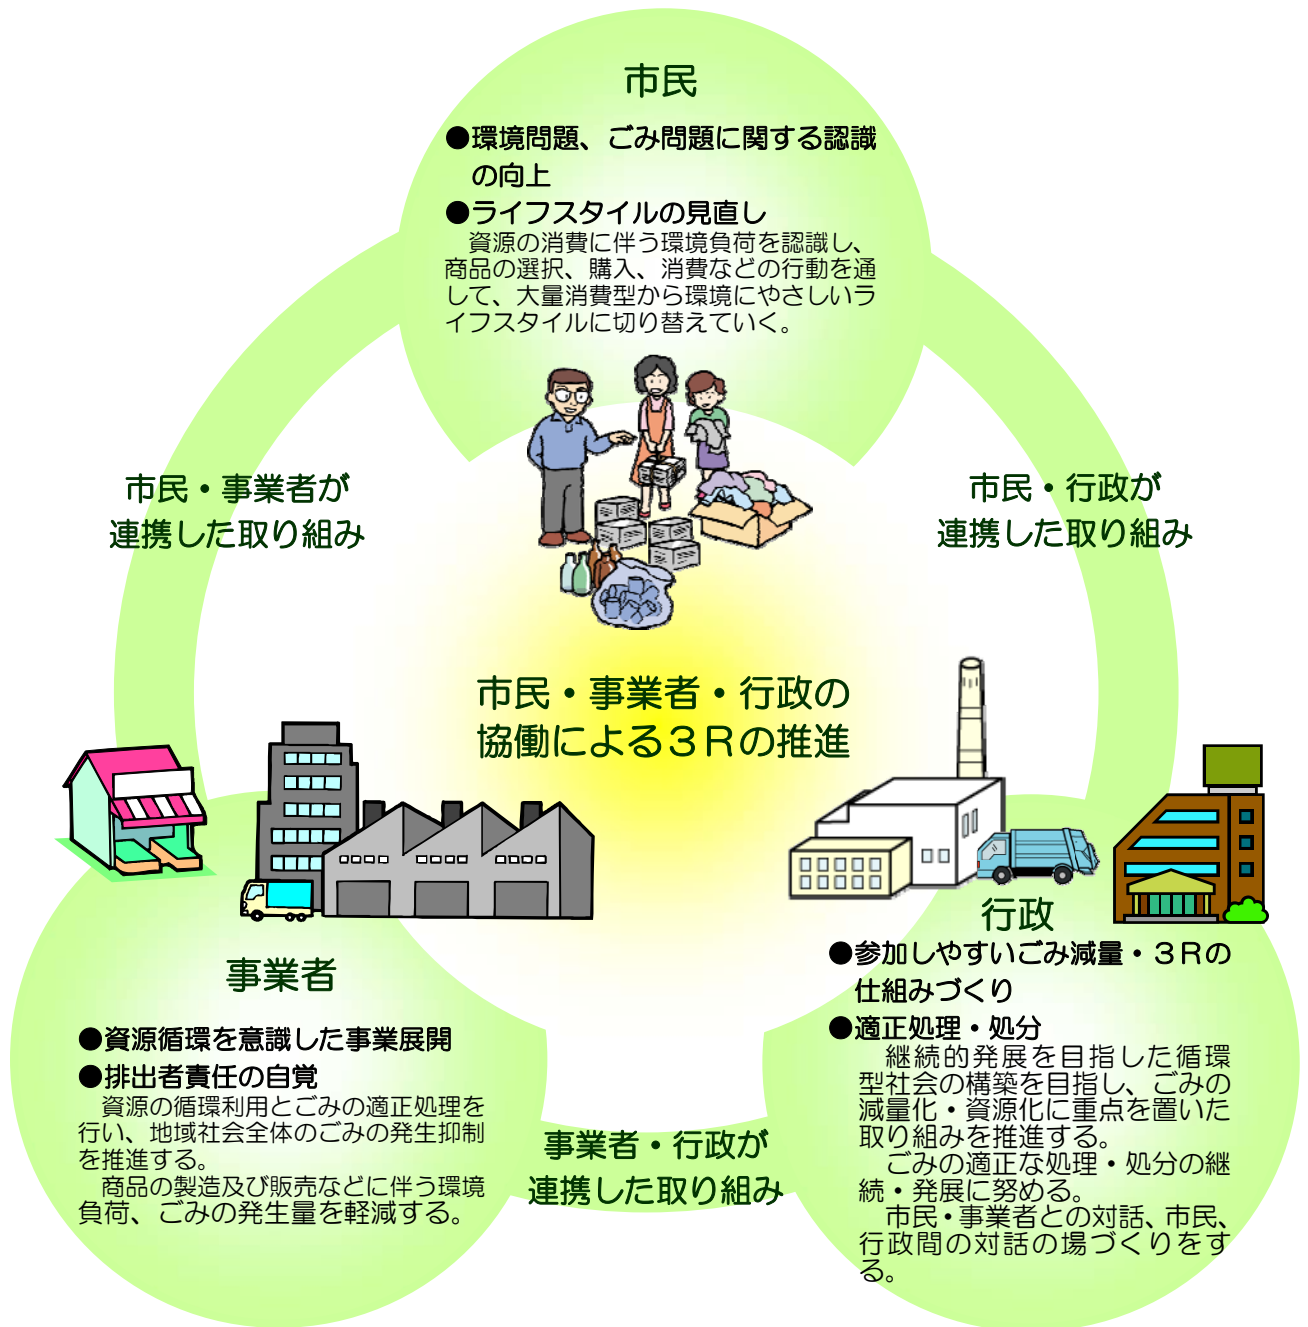 市民
●環境問題、ごみ問題に関する認識
の向上
●ライフスタイルの見直し
資源の消費に伴う環境負荷を認識し、
商品の選択、購入、消費などの行動を通
して、大量消費型から環境にやさしいラ
イフスタイルに切り替えていく。
市民・事業者が
連携した取り組み
市民・行政が
連携した取り組み
市民・事業者・行政の
協働による３Ｒの推進
事業者
●資源循環を意識した事業展開
●排出者責任の自覚
資源の循環利用とごみの適正処理を
行い、地域社会全体のごみの発生抑制
を推進する。
商品の製造及び販売などに伴う環境
負荷、ごみの発生量を軽減する。
行政
●参加しやすいごみ減量・３Ｒの
仕組みづくり
●適正処理・処分
継続的発展を目指した循環
型社会の構築を目指し、ごみの
減量化・資源化に重点を置いた
取り組みを推進する。
ごみの適正な処理・処分の継
続・発展に努める。
市民・事業者との対話、市民、
行政間の対話の場づくりをす
る。
事業者・行政が
連携した取り組み